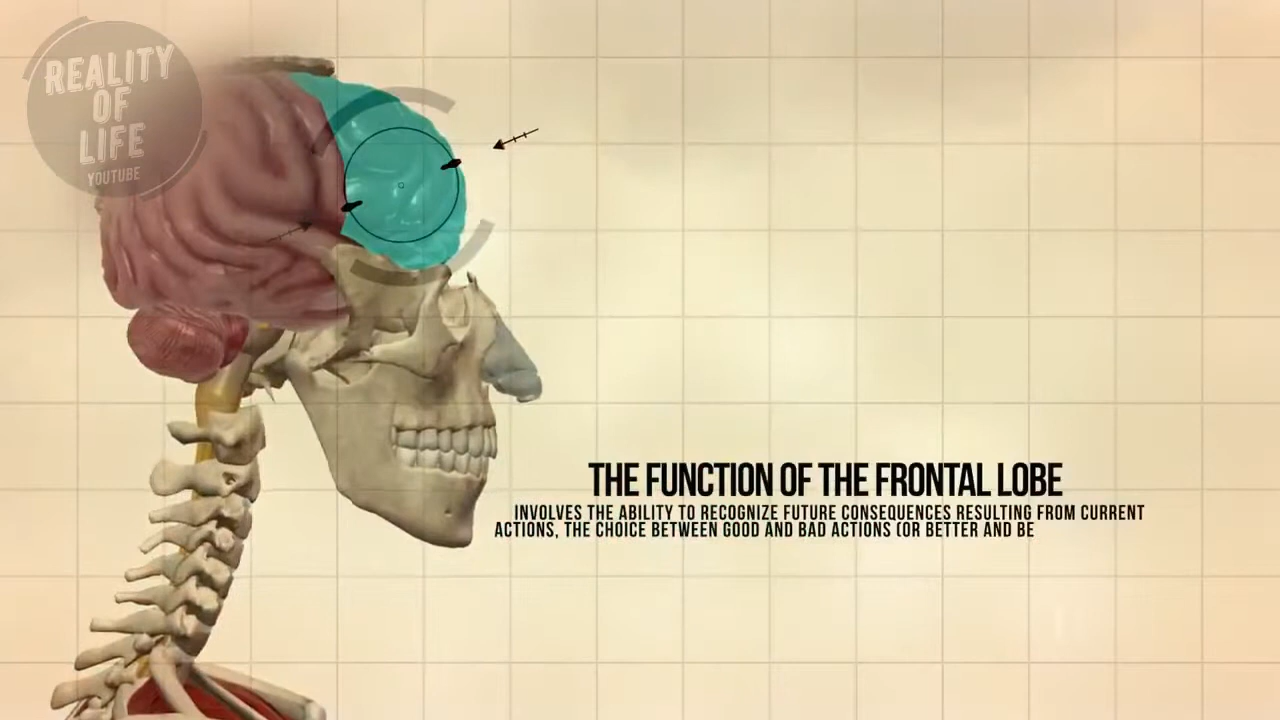 REALITY
OF
LIFE
YOUTUBE
THE FUNCTION OF THE FRONTAL LOBE
INVOLVES THE ABILITY TO RECOGNIZE FUTURE CONSEQUENCES RESULTING FROM CURRENT
ACTIONS, THE CHOICE BETWEEN GOOD AND BAD ACTIONS (OR BETTER AND BE